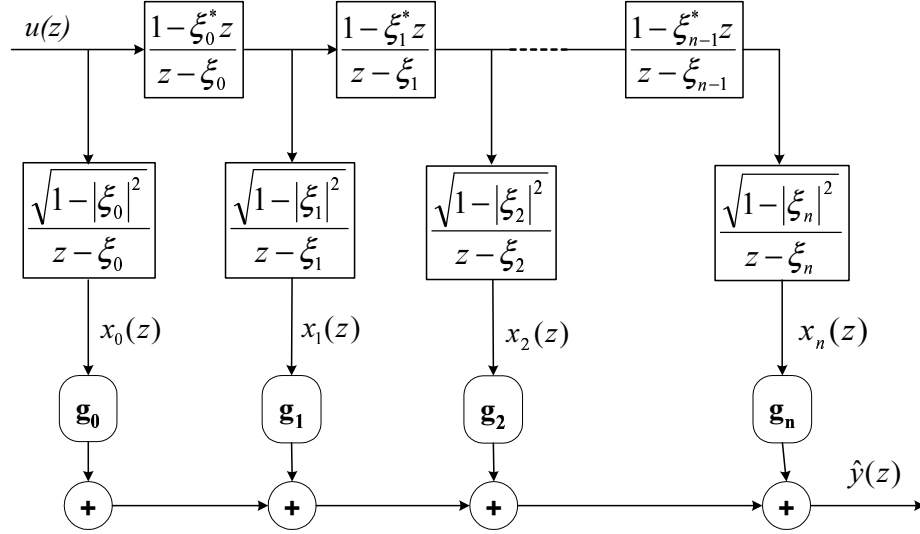 u(z)
1 − ξ₀* z
z − ξ₀
1 − ξ₁* z
z − ξ₁
1 − ξ*ₙ₋₁ z
z − ξₙ₋₁
√(1 − |ξ₀|²)
z − ξ₀
√(1 − |ξ₁|²)
z − ξ₁
√(1 − |ξ₂|²)
z − ξ₂
√(1 − |ξₙ|²)
z − ξₙ
x₀(z)
x₁(z)
x₂(z)
xₙ(z)
g₀
g₁
g₂
gₙ
ŷ(z)
+
+
+
+